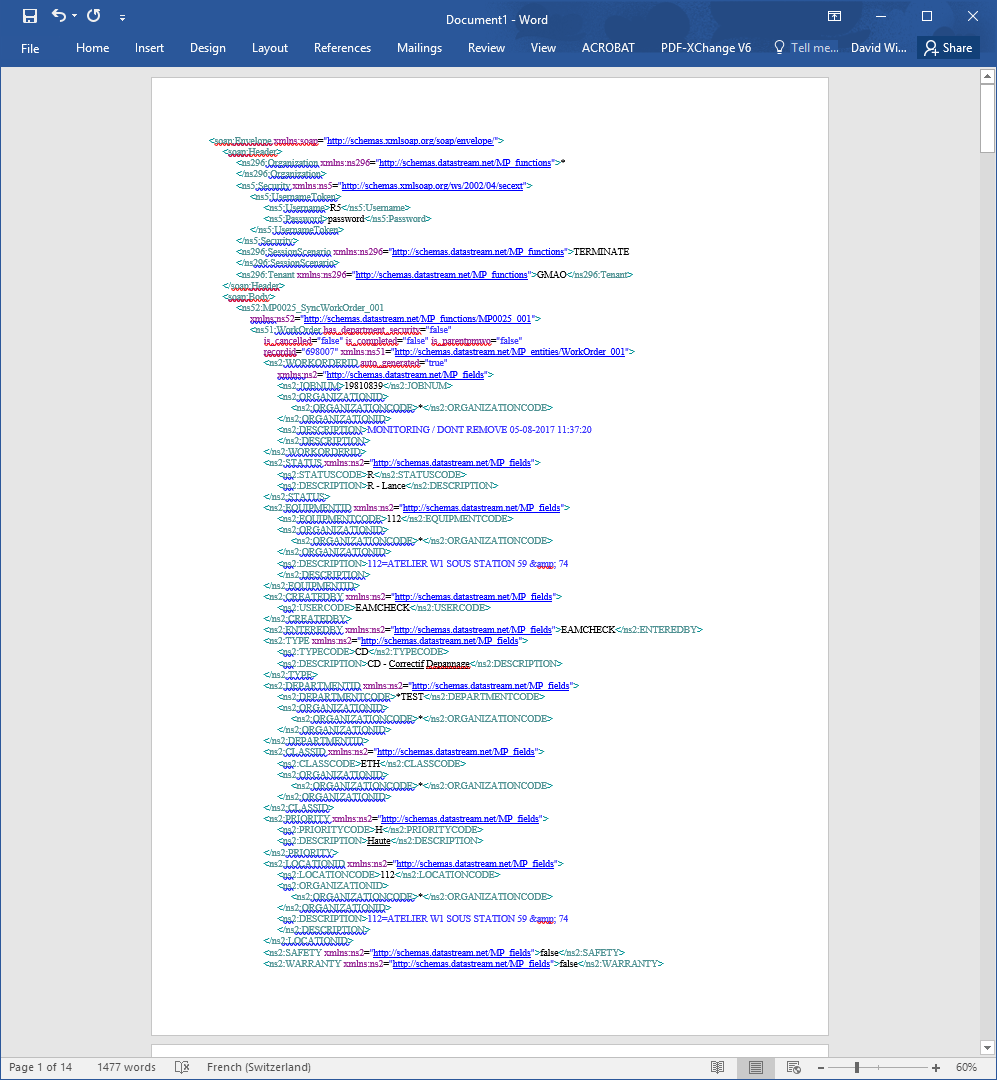 Document1 - Word
File Home Insert Design Layout References Mailings Review View ACROBAT PDF-XChange V6 Tell me... David Wi... Share
<soap:Envelope xmlns:soap="http://schemas.xmlsoap.org/soap/envelope/">
<soap:Header>
<ns296:Organization xmlns:ns296="http://schemas.datastream.net/MP_functions">*
</ns296:Organization>
<ns5:Security xmlns:ns5="http://schemas.xmlsoap.org/ws/2002/04/secext">
<ns5:UsernameToken>
<ns5:Username>R5</ns5:Username>
<ns5:Password>password</ns5:Password>
</ns5:UsernameToken>
</ns5:Security>
<ns296:SessionScenario xmlns:ns296="http://schemas.datastream.net/MP_functions">TERMINATE
</ns296:SessionScenario>
<ns296:Tenant xmlns:ns296="http://schemas.datastream.net/MP_functions">GMAO</ns296:Tenant>
</soap:Header>
<soap:Body>
<ns52:MP0025_SyncWorkOrder_001
xmlns:ns52="http://schemas.datastream.net/MP_functions/MP0025_001">
<ns51:WorkOrder has_department_security="false"
is_cancelled="false" is_completed="false" is_parentpmwo="false"
recordid="698007" xmlns:ns51="http://schemas.datastream.net/MP_entities/WorkOrder_001">
<ns2:WORKORDERID auto_generated="true"
xmlns:ns2="http://schemas.datastream.net/MP_fields">
<ns2:JOBNUM>19810839</ns2:JOBNUM>
<ns2:ORGANIZATIONID>
<ns2:ORGANIZATIONCODE>*</ns2:ORGANIZATIONCODE>
</ns2:ORGANIZATIONID>
<ns2:DESCRIPTION>MONITORING / DONT REMOVE 05-08-2017 11:37:20
</ns2:DESCRIPTION>
</ns2:WORKORDERID>
<ns2:STATUS xmlns:ns2="http://schemas.datastream.net/MP_fields">
<ns2:STATUSCODE>R</ns2:STATUSCODE>
<ns2:DESCRIPTION>R - Lance</ns2:DESCRIPTION>
</ns2:STATUS>
<ns2:EQUIPMENTID xmlns:ns2="http://schemas.datastream.net/MP_fields">
<ns2:EQUIPMENTCODE>112</ns2:EQUIPMENTCODE>
<ns2:ORGANIZATIONID>
<ns2:ORGANIZATIONCODE>*</ns2:ORGANIZATIONCODE>
</ns2:ORGANIZATIONID>
<ns2:DESCRIPTION>112=ATELIER W1 SOUS STATION 59 &amp; 74
</ns2:DESCRIPTION>
</ns2:EQUIPMENTID>
<ns2:CREATEDBY xmlns:ns2="http://schemas.datastream.net/MP_fields">
<ns2:USERCODE>EAMCHECK</ns2:USERCODE>
</ns2:CREATEDBY>
<ns2:ENTEREDBY xmlns:ns2="http://schemas.datastream.net/MP_fields">EAMCHECK</ns2:ENTEREDBY>
<ns2:TYPE xmlns:ns2="http://schemas.datastream.net/MP_fields">
<ns2:TYPECODE>CD</ns2:TYPECODE>
<ns2:DESCRIPTION>CD - Correctif Depannage</ns2:DESCRIPTION>
</ns2:TYPE>
<ns2:DEPARTMENTID xmlns:ns2="http://schemas.datastream.net/MP_fields">
<ns2:DEPARTMENTCODE>*TEST</ns2:DEPARTMENTCODE>
<ns2:ORGANIZATIONID>
<ns2:ORGANIZATIONCODE>*</ns2:ORGANIZATIONCODE>
</ns2:ORGANIZATIONID>
</ns2:DEPARTMENTID>
<ns2:CLASSID xmlns:ns2="http://schemas.datastream.net/MP_fields">
<ns2:CLASSCODE>ETH</ns2:CLASSCODE>
<ns2:ORGANIZATIONID>
<ns2:ORGANIZATIONCODE>*</ns2:ORGANIZATIONCODE>
</ns2:ORGANIZATIONID>
</ns2:CLASSID>
<ns2:PRIORITY xmlns:ns2="http://schemas.datastream.net/MP_fields">
<ns2:PRIORITYCODE>H</ns2:PRIORITYCODE>
<ns2:DESCRIPTION>Haute</ns2:DESCRIPTION>
</ns2:PRIORITY>
<ns2:LOCATIONID xmlns:ns2="http://schemas.datastream.net/MP_fields">
<ns2:LOCATIONCODE>112</ns2:LOCATIONCODE>
<ns2:ORGANIZATIONID>
<ns2:ORGANIZATIONCODE>*</ns2:ORGANIZATIONCODE>
</ns2:ORGANIZATIONID>
<ns2:DESCRIPTION>112=ATELIER W1 SOUS STATION 59 &amp; 74
</ns2:DESCRIPTION>
</ns2:LOCATIONID>
<ns2:SAFETY xmlns:ns2="http://schemas.datastream.net/MP_fields">false</ns2:SAFETY>
<ns2:WARRANTY xmlns:ns2="http://schemas.datastream.net/MP_fields">false</ns2:WARRANTY>
Page 1 of 14 1477 words French (Switzerland) 60%